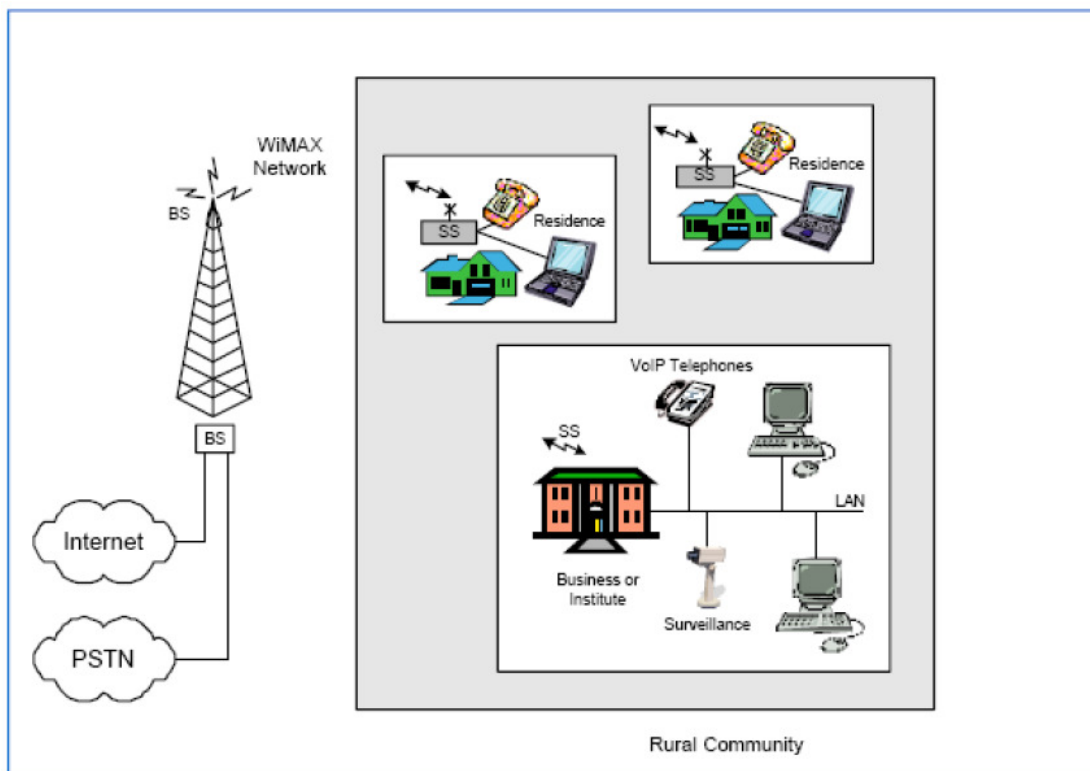 WiMAX
Network
BS
BS
Internet
PSTN
SS
Residence
SS
Residence
VoIP Telephones
SS
LAN
Business or
Institute
Surveillance
Rural Community